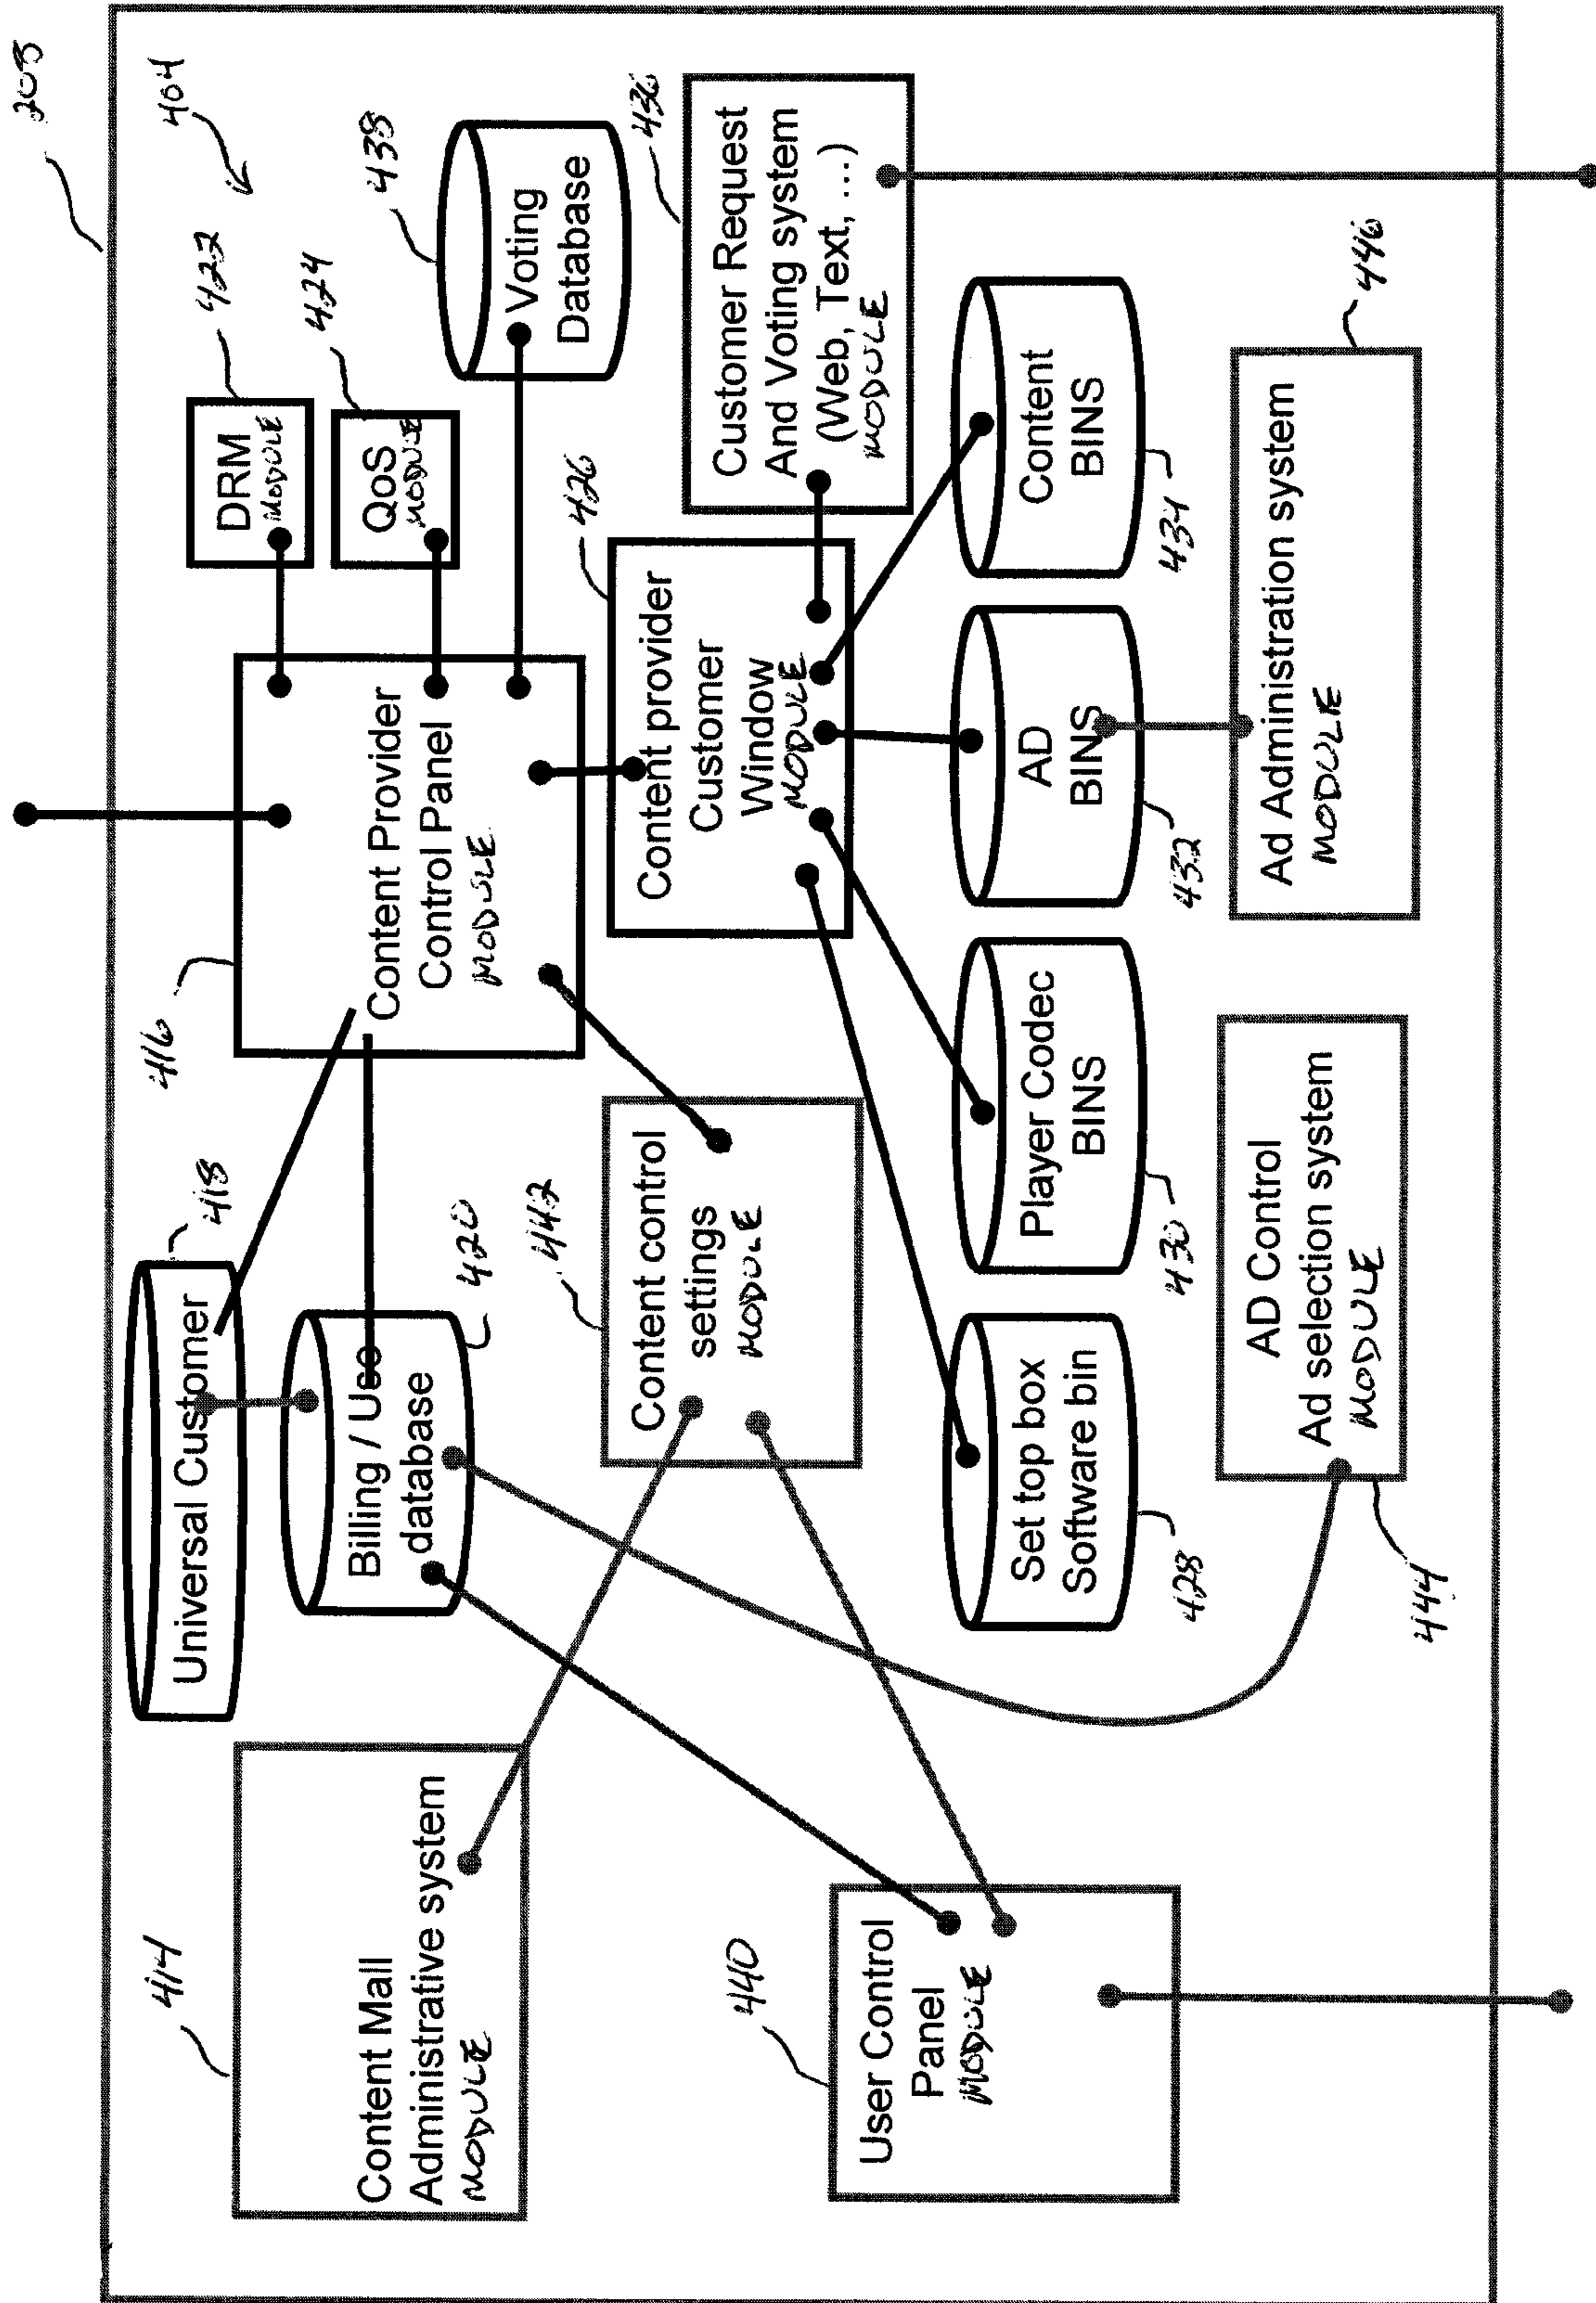 208
404
414
Content Mall
Administrative system
MODULE
418
Universal Customer
420
Billing / Use
database
416
Content Provider
Control Panel
MODULE
422
DRM
MODULE
424
QoS
MODULE
438
Voting
Database
440
User Control
Panel
MODULE
442
Content control
settings
MODULE
426
Content provider
Customer
Window
MODULE
436
Customer Request
And Voting system
(Web, Text, ....)
MODULE
Set top box
Software bin
428
Player Codec
BINS
430
AD
BINS
432
Content
BINS
434
AD Control
Ad selection system
MODULE
444
Ad Administration system
MODULE
446